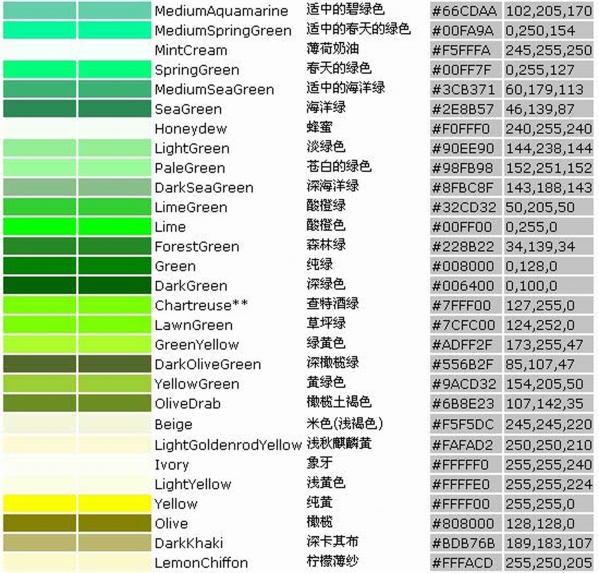 MediumAquamarine 适中的碧绿色 #66CDAA 102,205,170
MediumSpringGreen 适中的春天的绿色 #00FA9A 0,250,154
MintCream 薄荷奶油 #F5FFFA 245,255,250
SpringGreen 春天的绿色 #00FF7F 0,255,127
MediumSeaGreen 适中的海洋绿 #3CB371 60,179,113
SeaGreen 海洋绿 #2E8B57 46,139,87
Honeydew 蜂蜜 #F0FFF0 240,255,240
LightGreen 淡绿色 #90EE90 144,238,144
PaleGreen 苍白的绿色 #98FB98 152,251,152
DarkSeaGreen 深海洋绿 #8FBC8F 143,188,143
LimeGreen 酸橙绿 #32CD32 50,205,50
Lime 酸橙色 #00FF00 0,255,0
ForestGreen 森林绿 #228B22 34,139,34
Green 纯绿 #008000 0,128,0
DarkGreen 深绿色 #006400 0,100,0
Chartreuse** 查特酒绿 #7FFF00 127,255,0
LawnGreen 草坪绿 #7CFC00 124,252,0
GreenYellow 绿黄色 #ADFF2F 173,255,47
DarkOliveGreen 深橄榄绿 #556B2F 85,107,47
YellowGreen 黄绿色 #9ACD32 154,205,50
OliveDrab 橄榄土褐色 #6B8E23 107,142,35
Beige 米色(浅褐色) #F5F5DC 245,245,220
LightGoldenrodYellow 浅秋麒麟黄 #FAFAD2 250,250,210
Ivory 象牙 #FFFFF0 255,255,240
LightYellow 浅黄色 #FFFFE0 255,255,224
Yellow 纯黄 #FFFF00 255,255,0
Olive 橄榄 #808000 128,128,0
DarkKhaki 深卡其布 #BDB76B 189,183,107
LemonChiffon 柠檬薄纱 #FFFACD 255,250,205